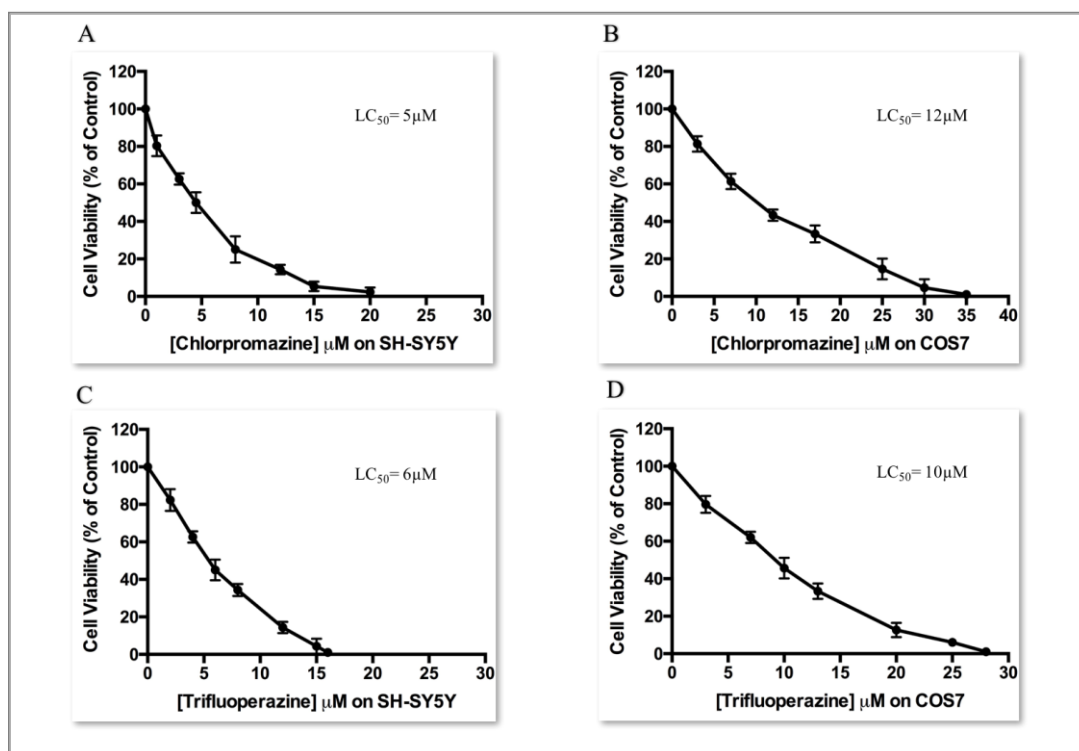 A
Cell Viability (% of Control)
120
100
80
60
40
20
0
LC50= 5µM
0 5 10 15 20 25 30
[Chlorpromazine] µM on SH-SY5Y
B
Cell Viability (% of Control)
120
100
80
60
40
20
0
LC50= 12µM
0 5 10 15 20 25 30 35 40
[Chlorpromazine] µM on COS7
C
Cell Viability (% of Control)
120
100
80
60
40
20
0
LC50= 6µM
0 5 10 15 20 25 30
[Trifluoperazine] µM on SH-SY5Y
D
Cell Viability (% of Control)
120
100
80
60
40
20
0
LC50= 10µM
0 5 10 15 20 25 30
[Trifluoperazine] µM on COS7